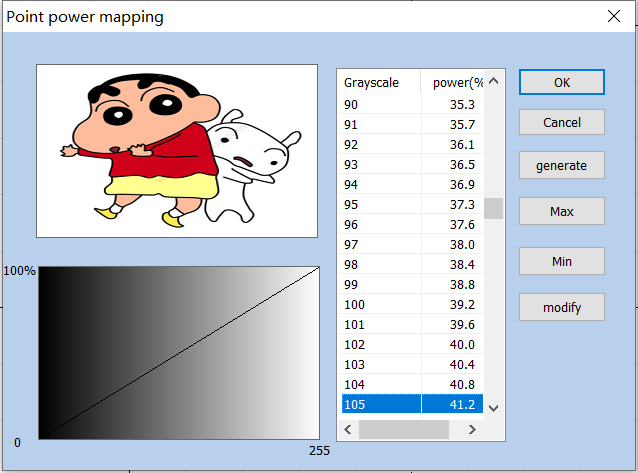 Point power mapping
Grayscale power(%
90 35.3
91 35.7
92 36.1
93 36.5
94 36.9
95 37.3
96 37.6
97 38.0
98 38.4
99 38.8
100 39.2
101 39.6
102 40.0
103 40.4
104 40.8
105 41.2
OK
Cancel
generate
Max
Min
modify
100%
0
255